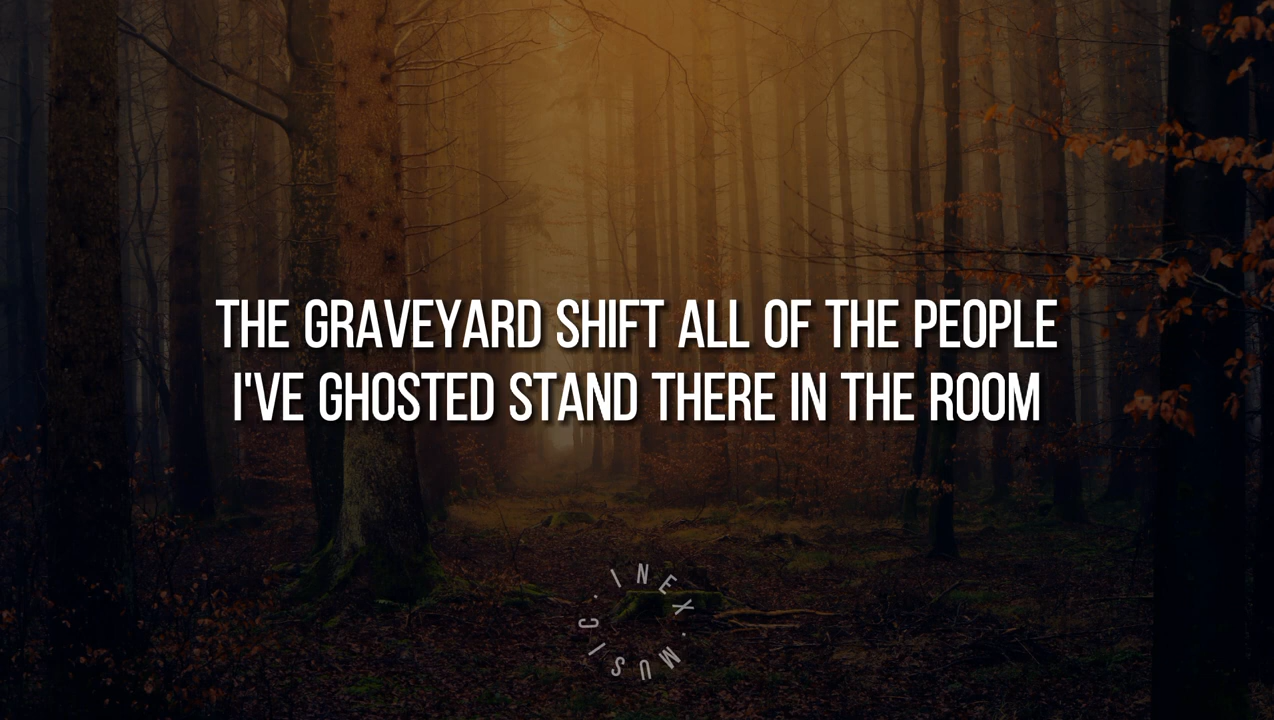 THE GRAVEYARD SHIFT ALL OF THE PEOPLE
I'VE GHOSTED STAND THERE IN THE ROOM
· INEX · MUSIC